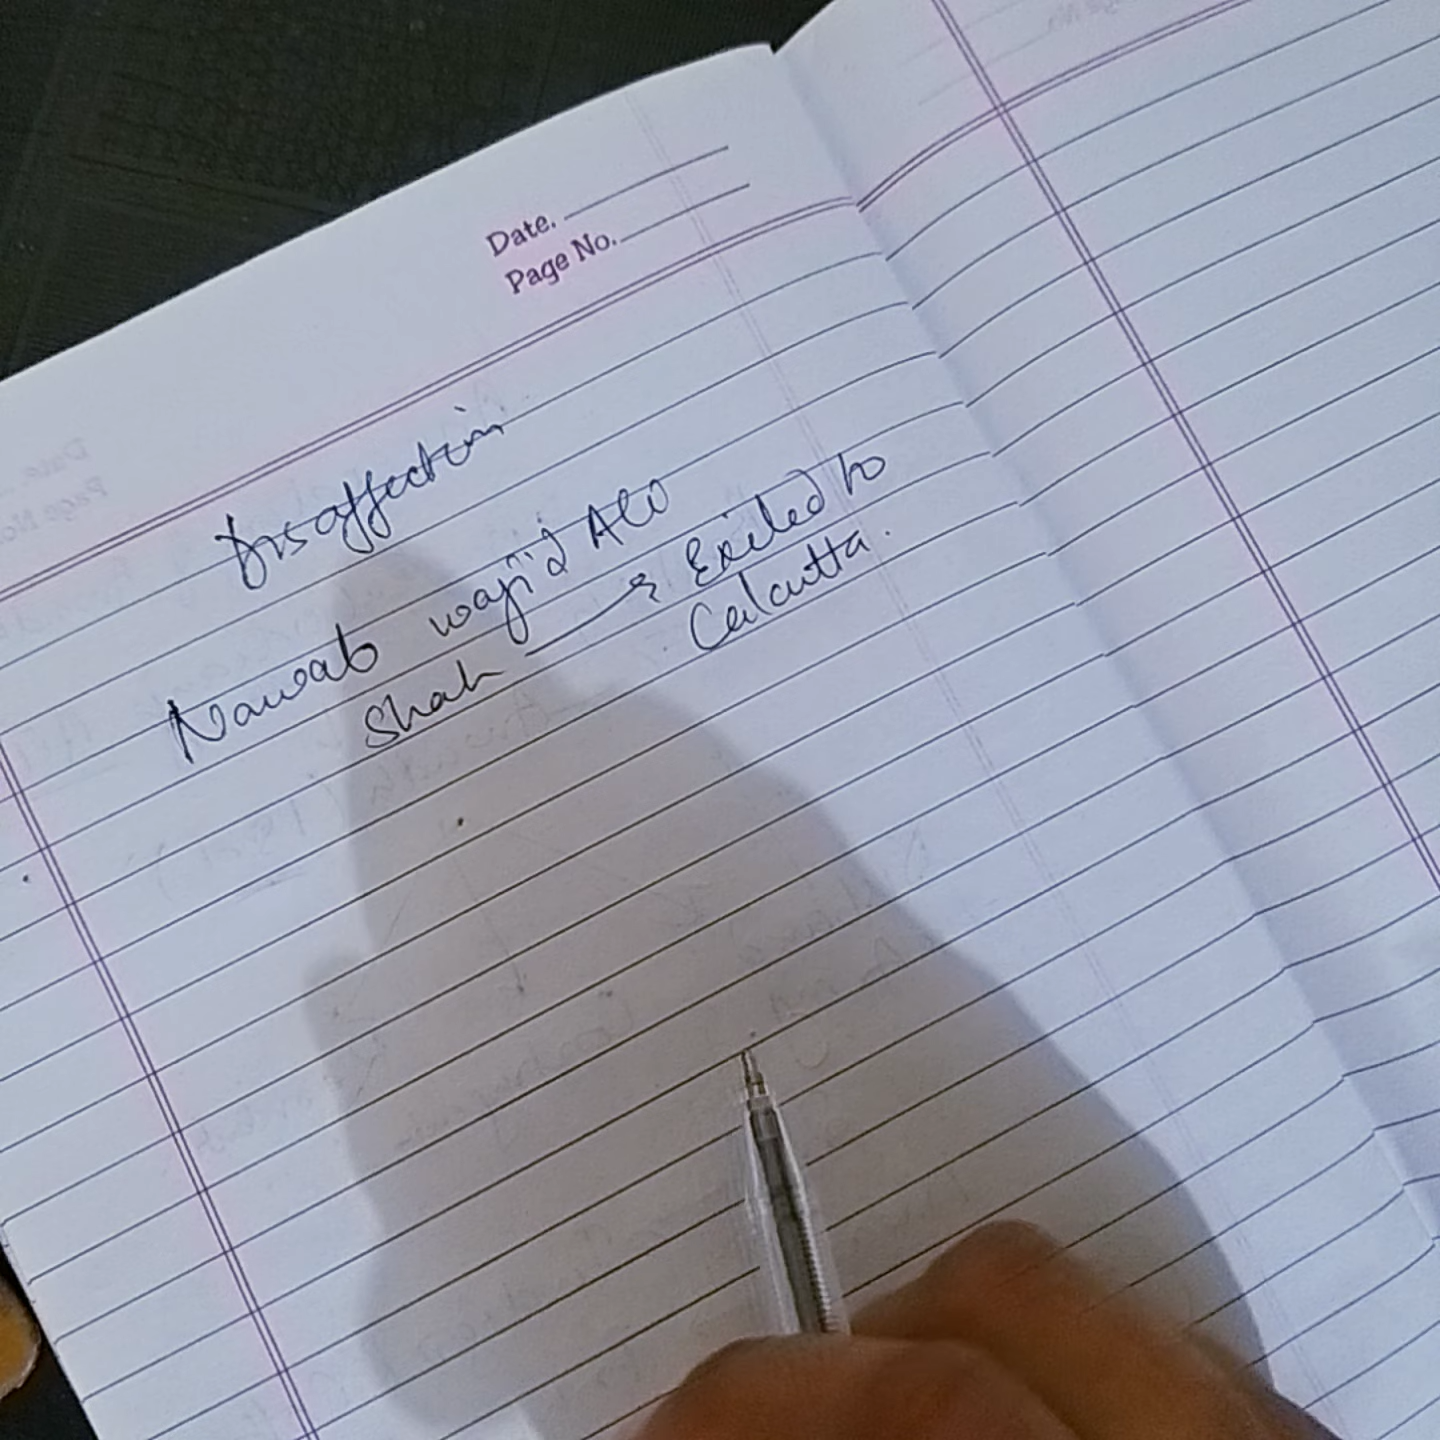 Date.
Page No.
Disaffection
Nawab wajid Ali
Shah → Exiled to
Calcutta.